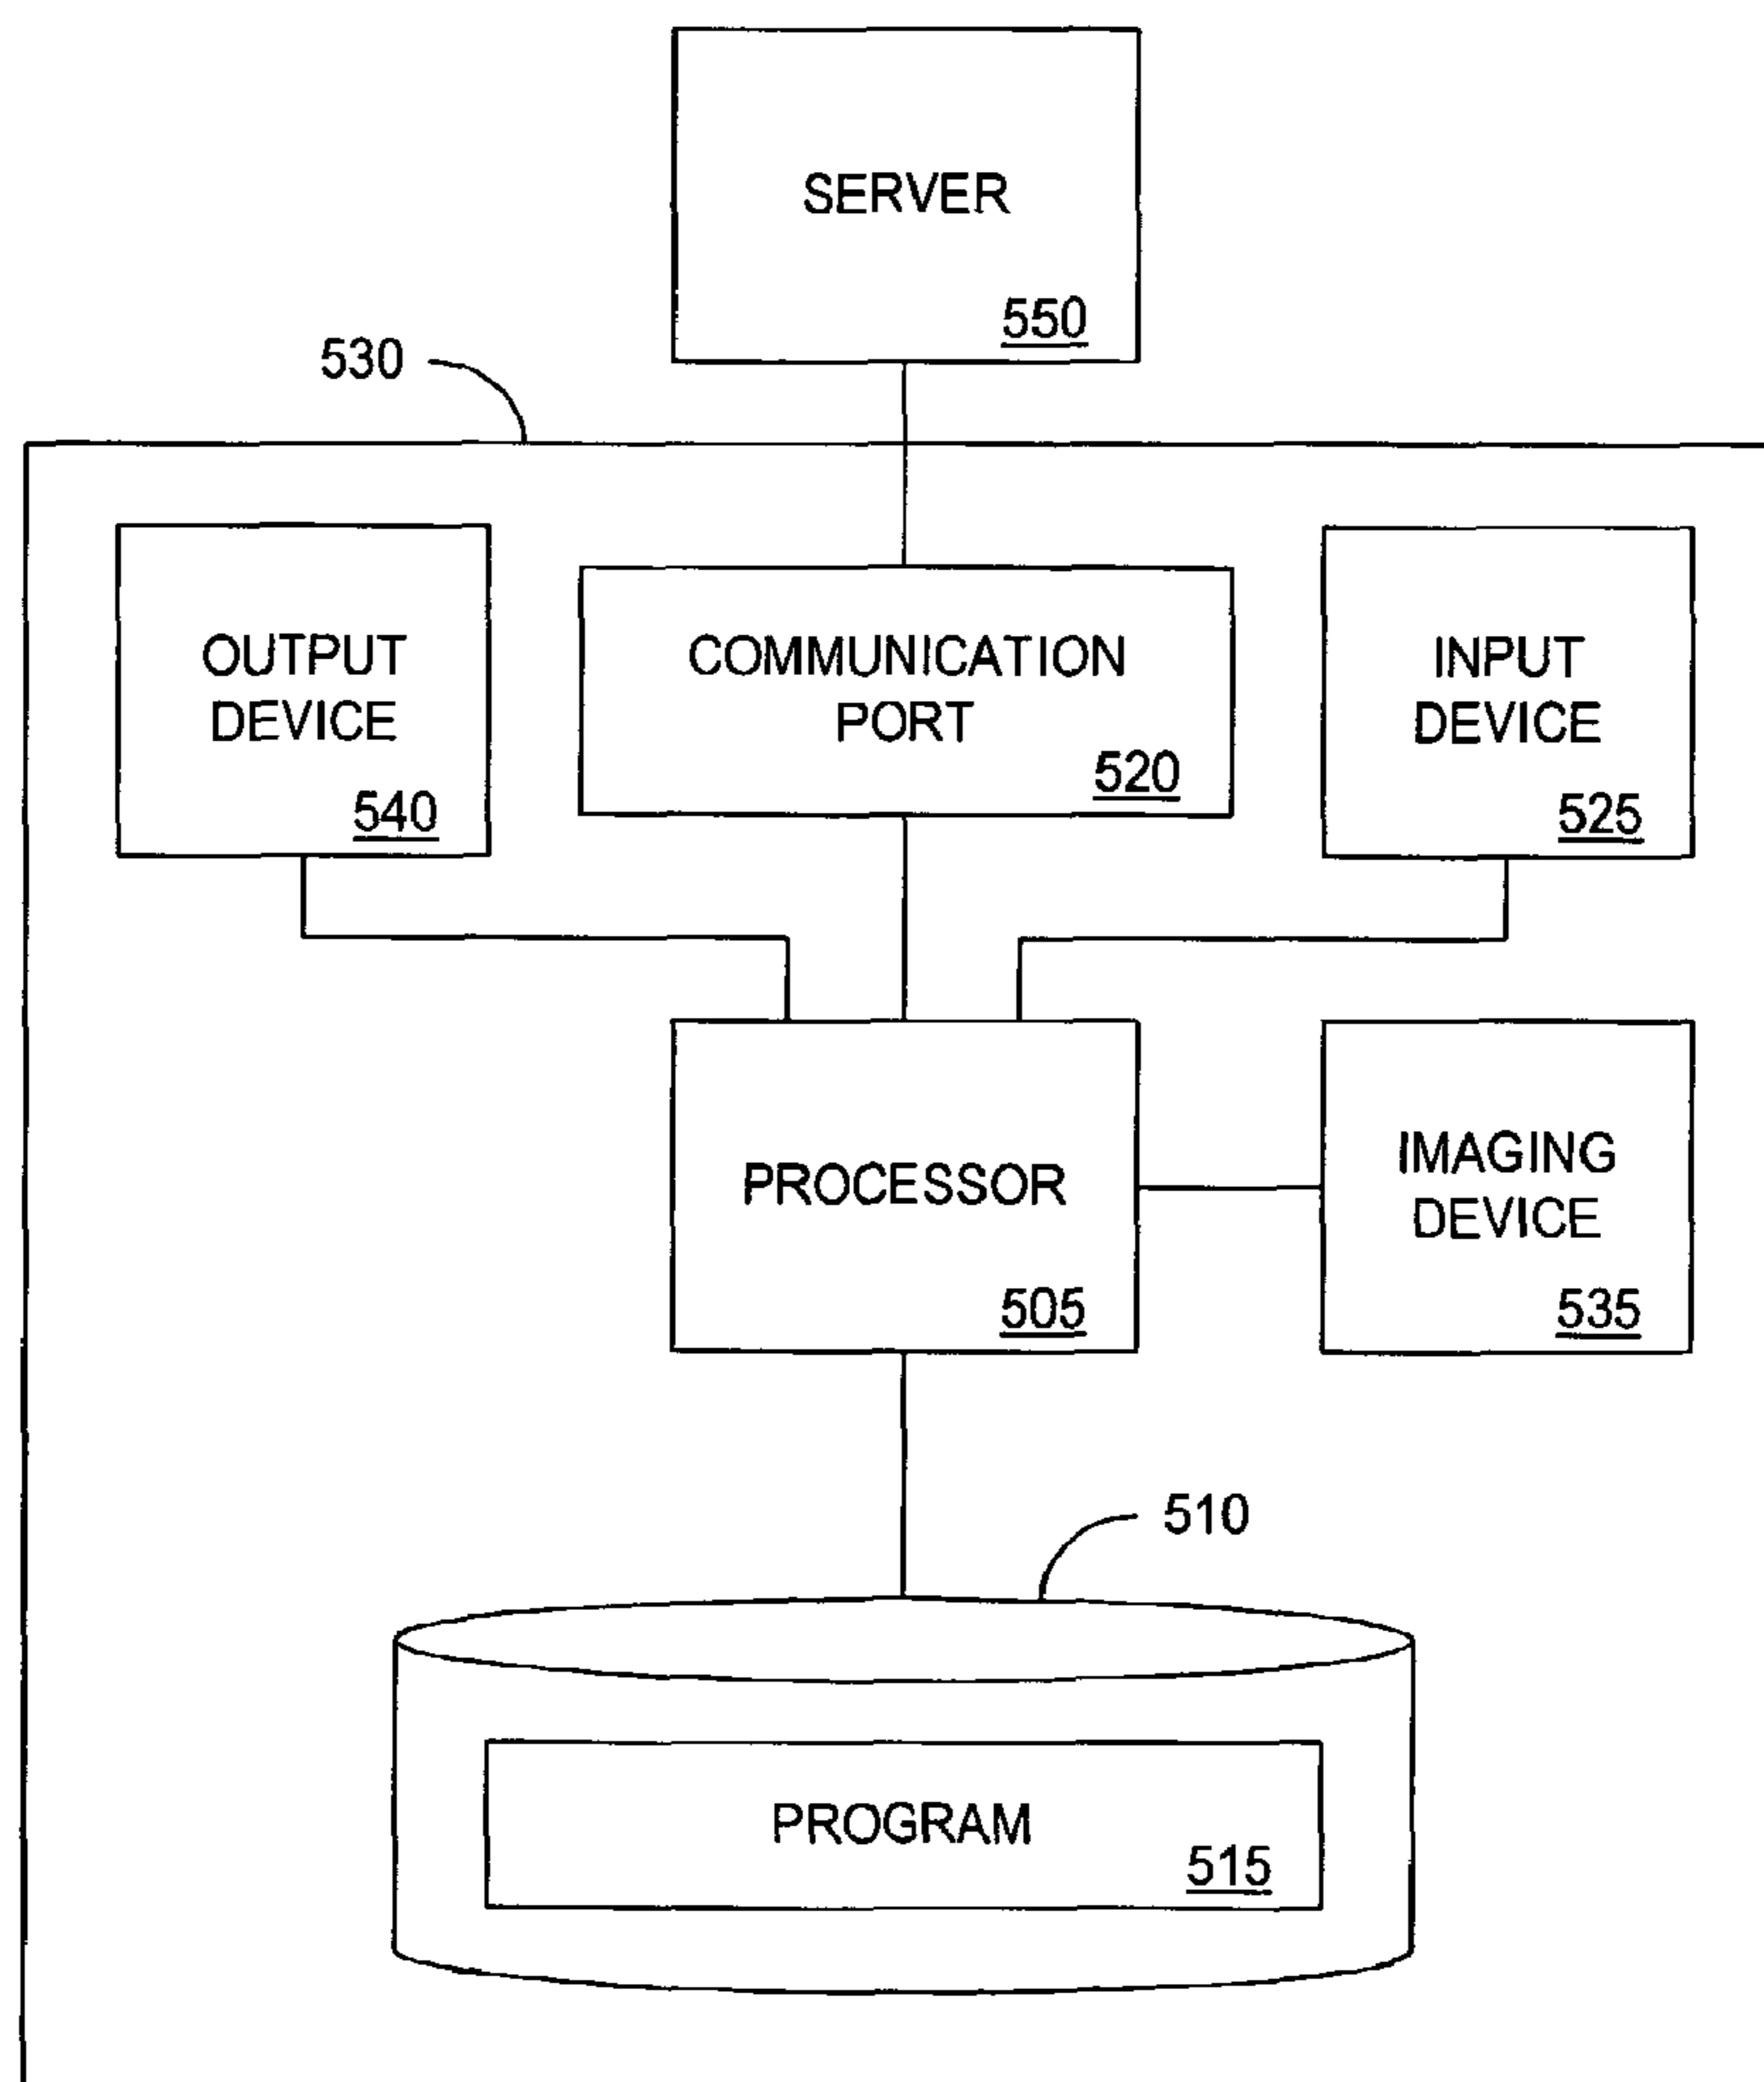 SERVER
550
530
OUTPUT
DEVICE
540
COMMUNICATION
PORT
520
INPUT
DEVICE
525
PROCESSOR
505
IMAGING
DEVICE
535
510
PROGRAM
515